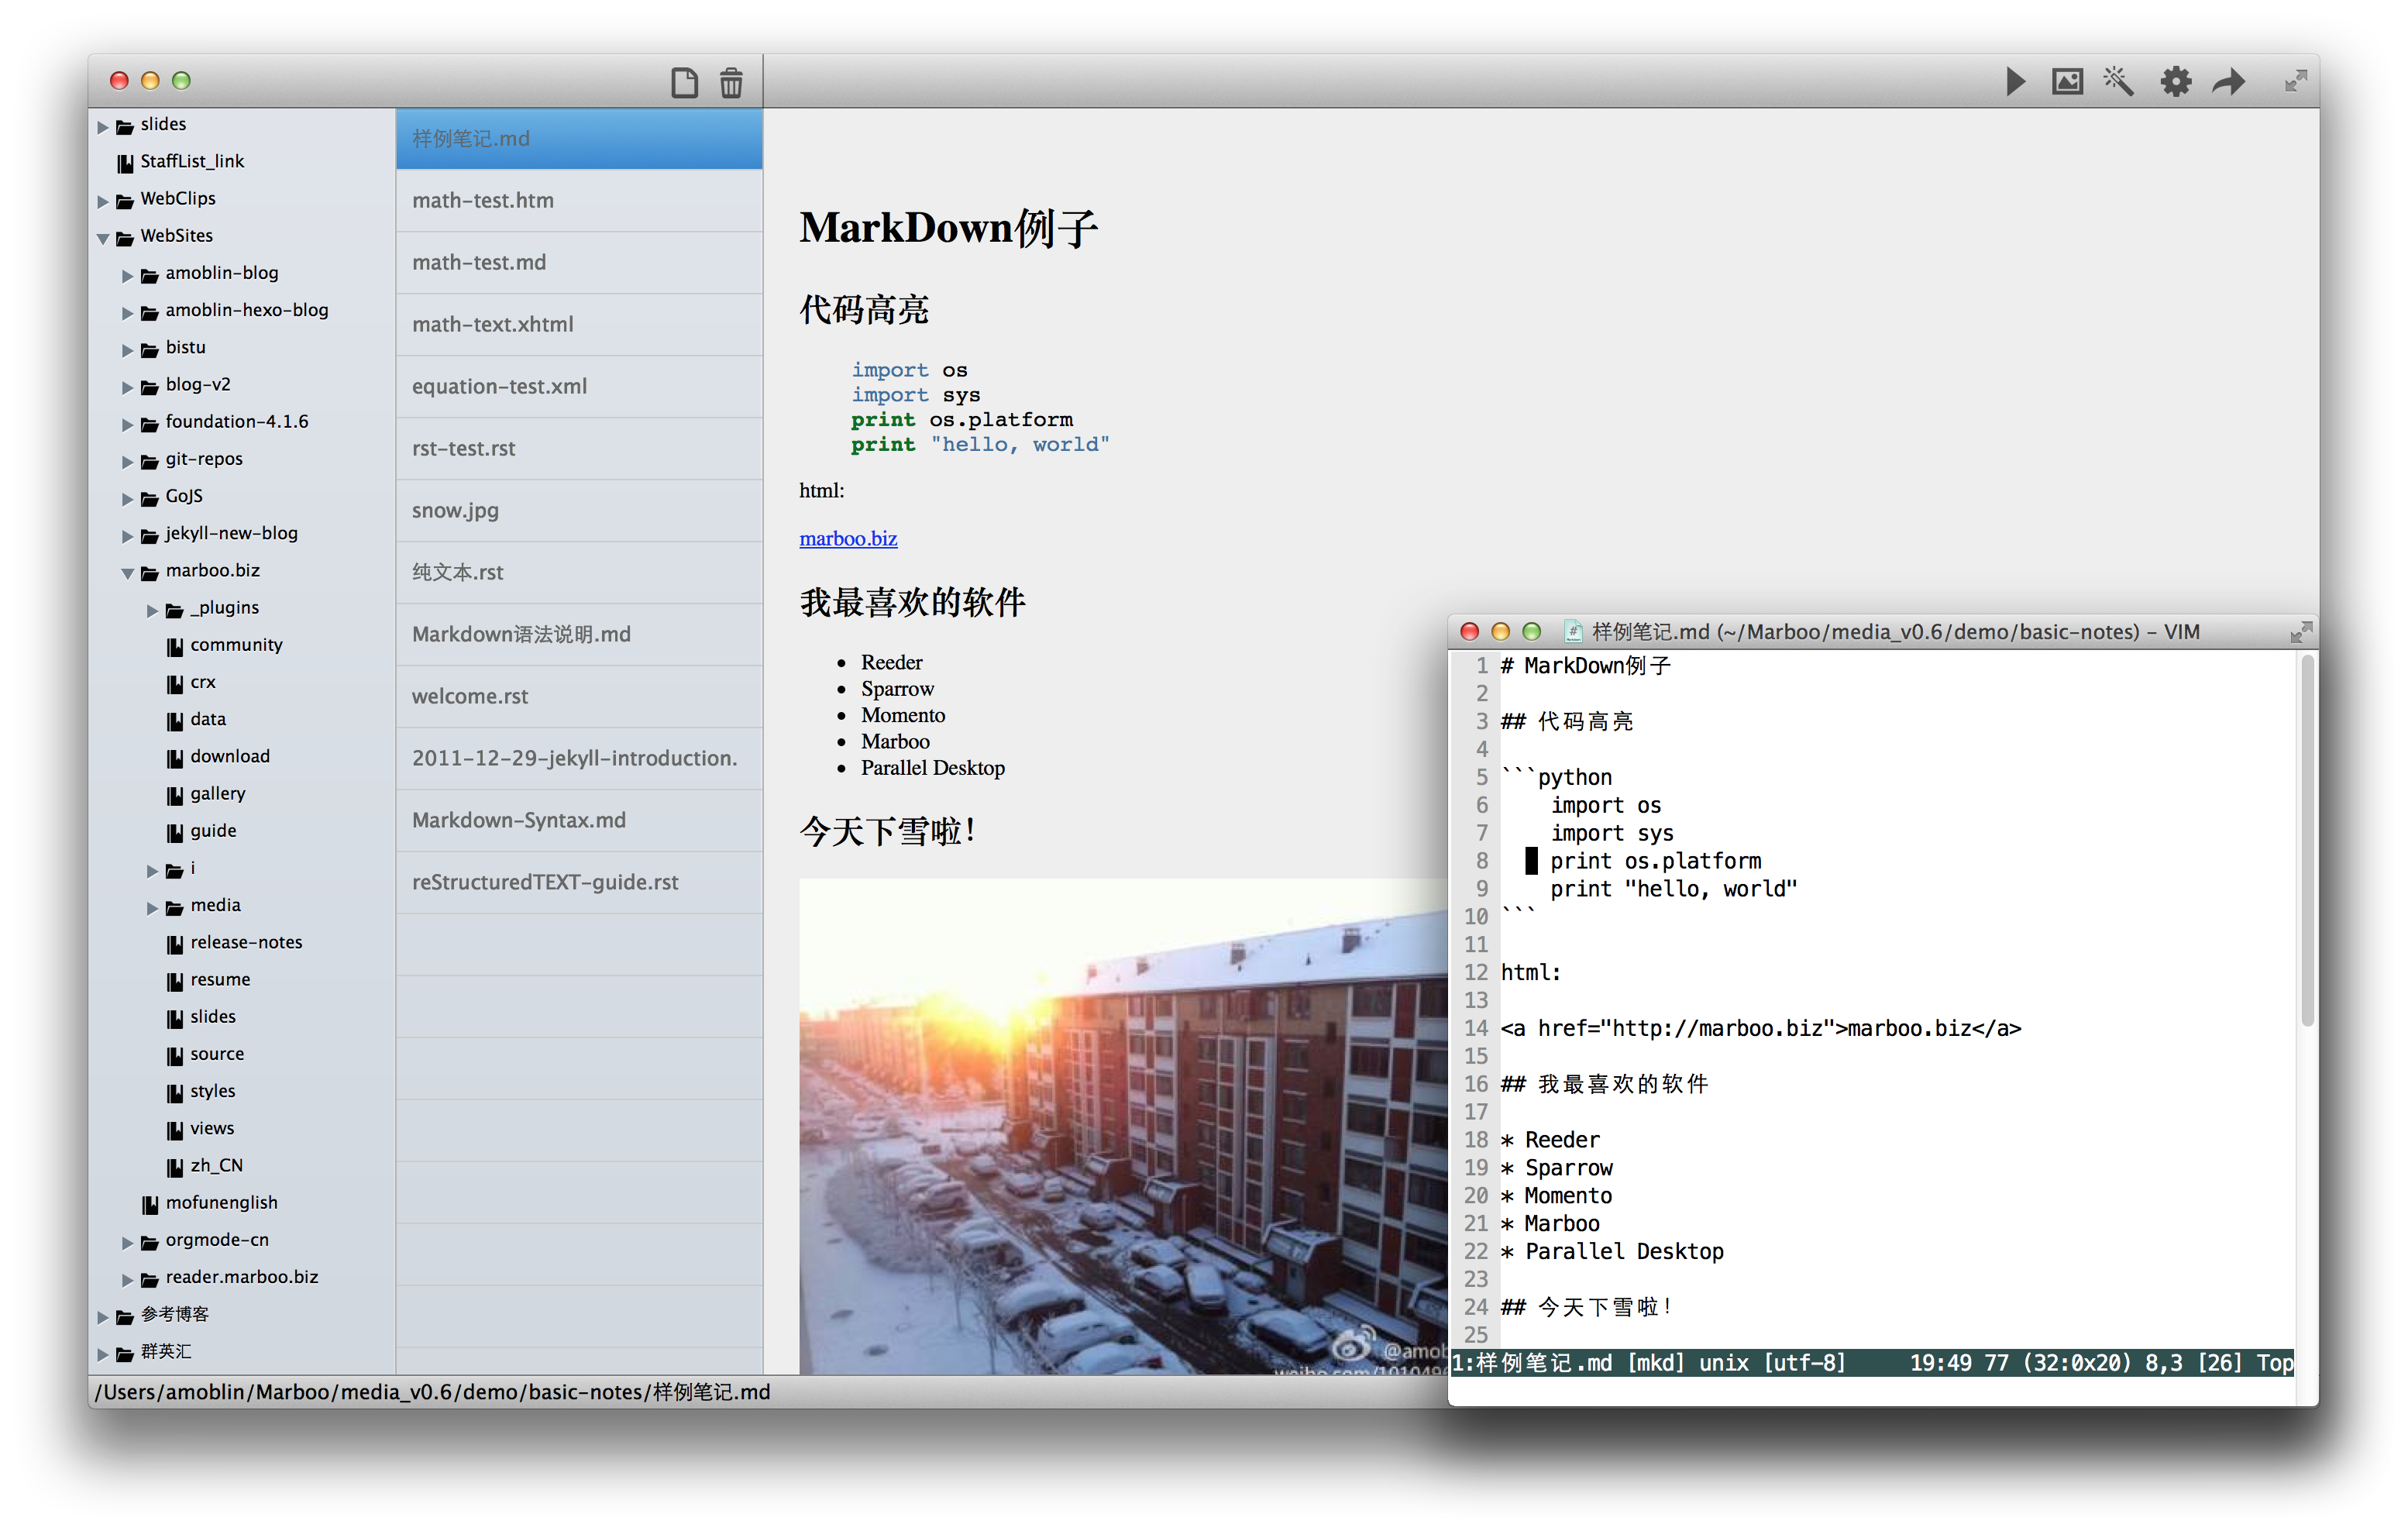 slides
StaffList_link
WebClips
WebSites
amoblin-blog
amoblin-hexo-blog
bistu
blog-v2
foundation-4.1.6
git-repos
GoJS
jekyll-new-blog
marboo.biz
_plugins
community
crx
data
download
gallery
guide
i
media
release-notes
resume
slides
source
styles
views
zh_CN
mofunenglish
orgmode-cn
reader.marboo.biz
参考博客
群英汇
样例笔记.md
math-test.htm
math-test.md
math-text.xhtml
equation-test.xml
rst-test.rst
snow.jpg
纯文本.rst
Markdown语法说明.md
welcome.rst
2011-12-29-jekyll-introduction.
Markdown-Syntax.md
reStructuredTEXT-guide.rst
MarkDown例子
代码高亮
import os
import sys
print os.platform
print "hello, world"
html:
marboo.biz
我最喜欢的软件
• Reeder
• Sparrow
• Momento
• Marboo
• Parallel Desktop
今天下雪啦！
@amob
/Users/amoblin/Marboo/media_v0.6/demo/basic-notes/样例笔记.md
样例笔记.md (~/Marboo/media_v0.6/demo/basic-notes) – VIM
1 # MarkDown例子
2
3 ## 代码高亮
4
5 ```python
6 import os
7 import sys
8 print os.platform
9 print "hello, world"
10 ```
11
12 html:
13
14 <a href="http://marboo.biz">marboo.biz</a>
15
16 ## 我最喜欢的软件
17
18 * Reeder
19 * Sparrow
20 * Momento
21 * Marboo
22 * Parallel Desktop
23
24 ## 今天下雪啦！
25
1:样例笔记.md [mkd] unix [utf-8] 19:49 77 (32:0x20) 8,3 [26] Top